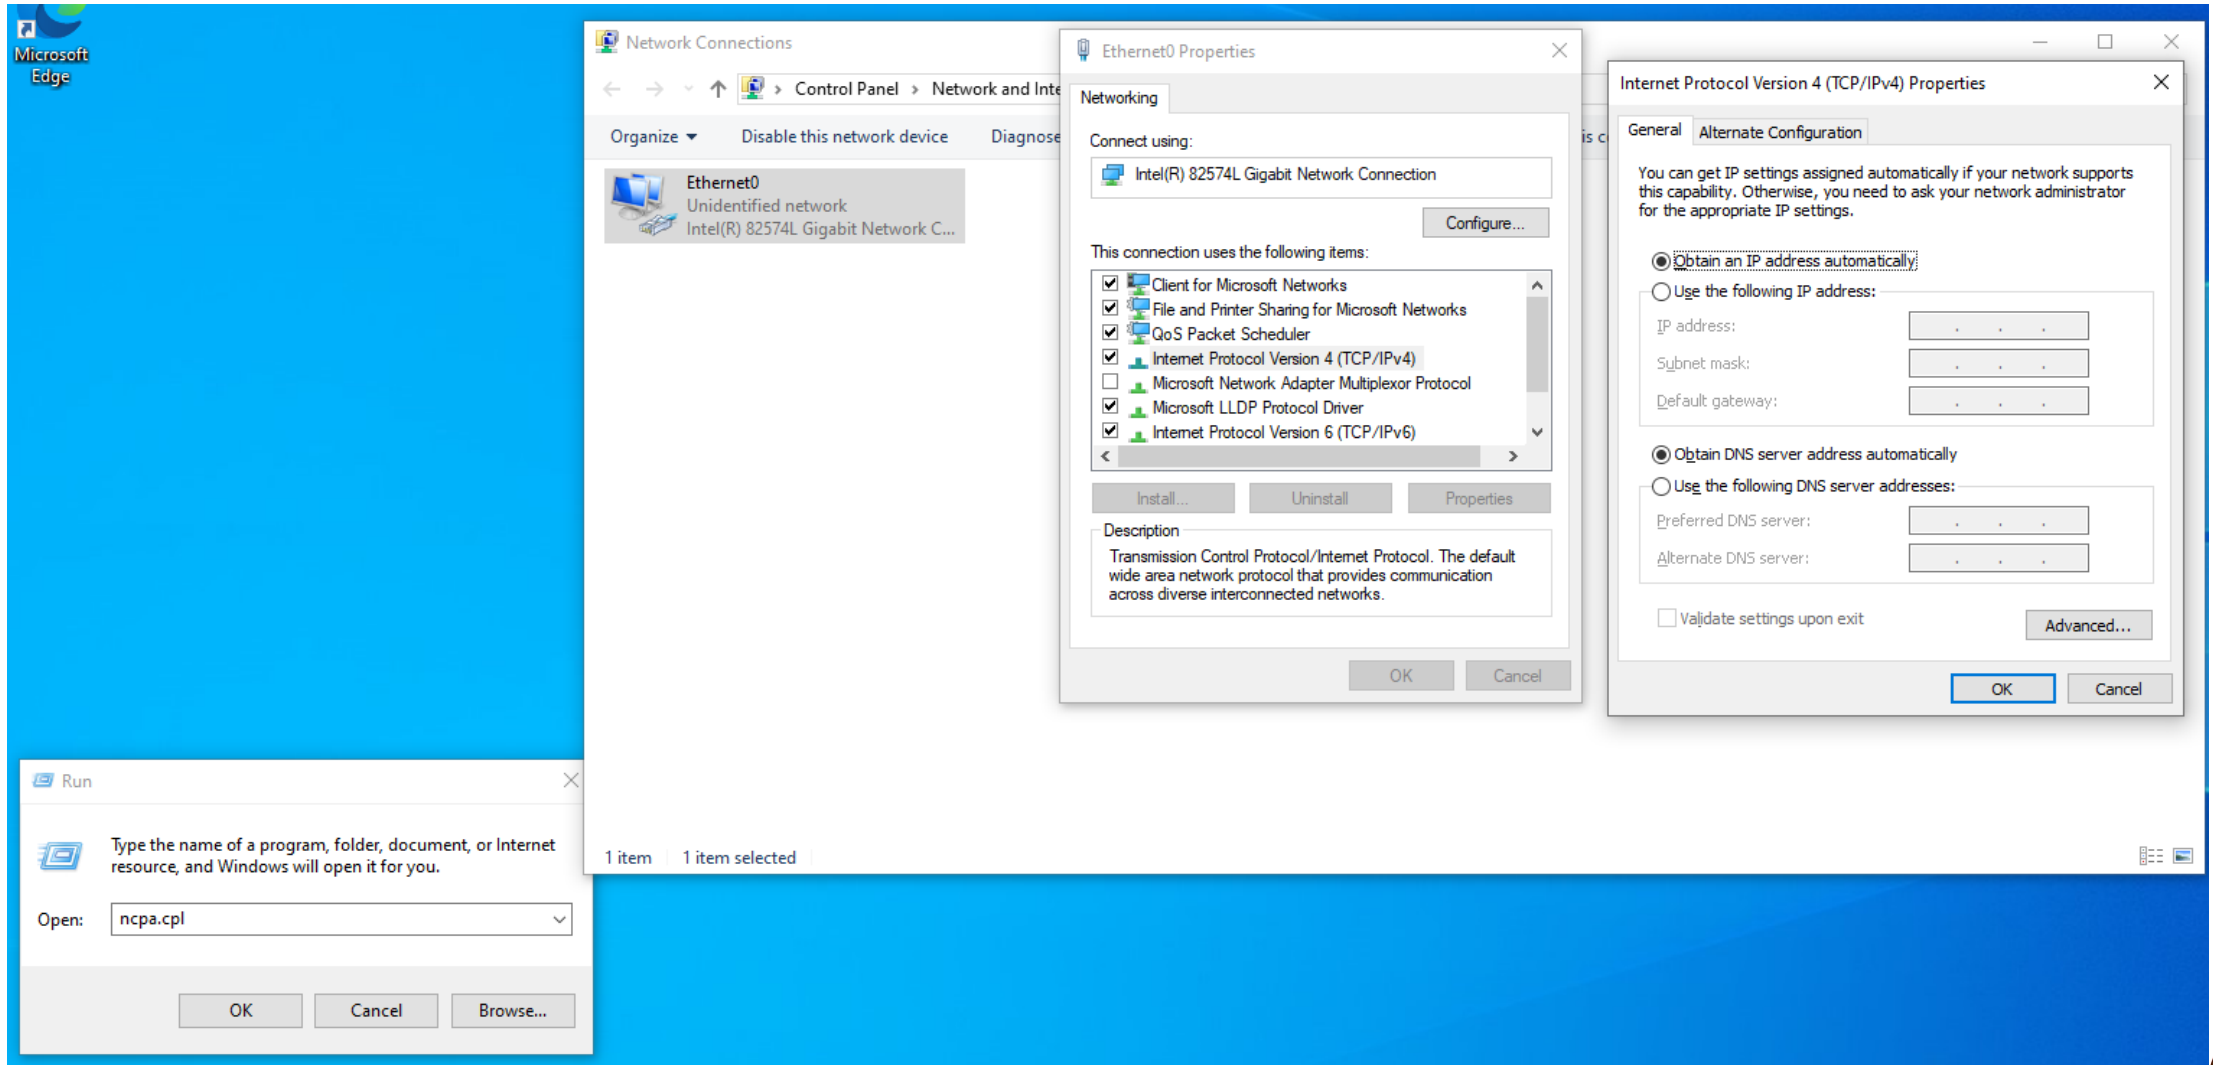 Microsoft
Edge
Network Connections
Control Panel > Network and Inte
Organize
Disable this network device
Diagnose
is c
Ethernet0
Unidentified network
Intel(R) 82574L Gigabit Network C...
1 item
1 item selected
Ethernet0 Properties
Networking
Connect using:
Intel(R) 82574L Gigabit Network Connection
Configure...
This connection uses the following items:
Client for Microsoft Networks
File and Printer Sharing for Microsoft Networks
QoS Packet Scheduler
Internet Protocol Version 4 (TCP/IPv4)
Microsoft Network Adapter Multiplexor Protocol
Microsoft LLDP Protocol Driver
Internet Protocol Version 6 (TCP/IPv6)
Install...
Uninstall
Properties
Description
Transmission Control Protocol/Internet Protocol. The default
wide area network protocol that provides communication
across diverse interconnected networks.
OK
Cancel
Internet Protocol Version 4 (TCP/IPv4) Properties
General
Alternate Configuration
You can get IP settings assigned automatically if your network supports
this capability. Otherwise, you need to ask your network administrator
for the appropriate IP settings.
Obtain an IP address automatically
Use the following IP address:
IP address:
Subnet mask:
Default gateway:
Obtain DNS server address automatically
Use the following DNS server addresses:
Preferred DNS server:
Alternate DNS server:
Validate settings upon exit
Advanced...
OK
Cancel
Run
Type the name of a program, folder, document, or Internet
resource, and Windows will open it for you.
Open:
ncpa.cpl
OK
Cancel
Browse...